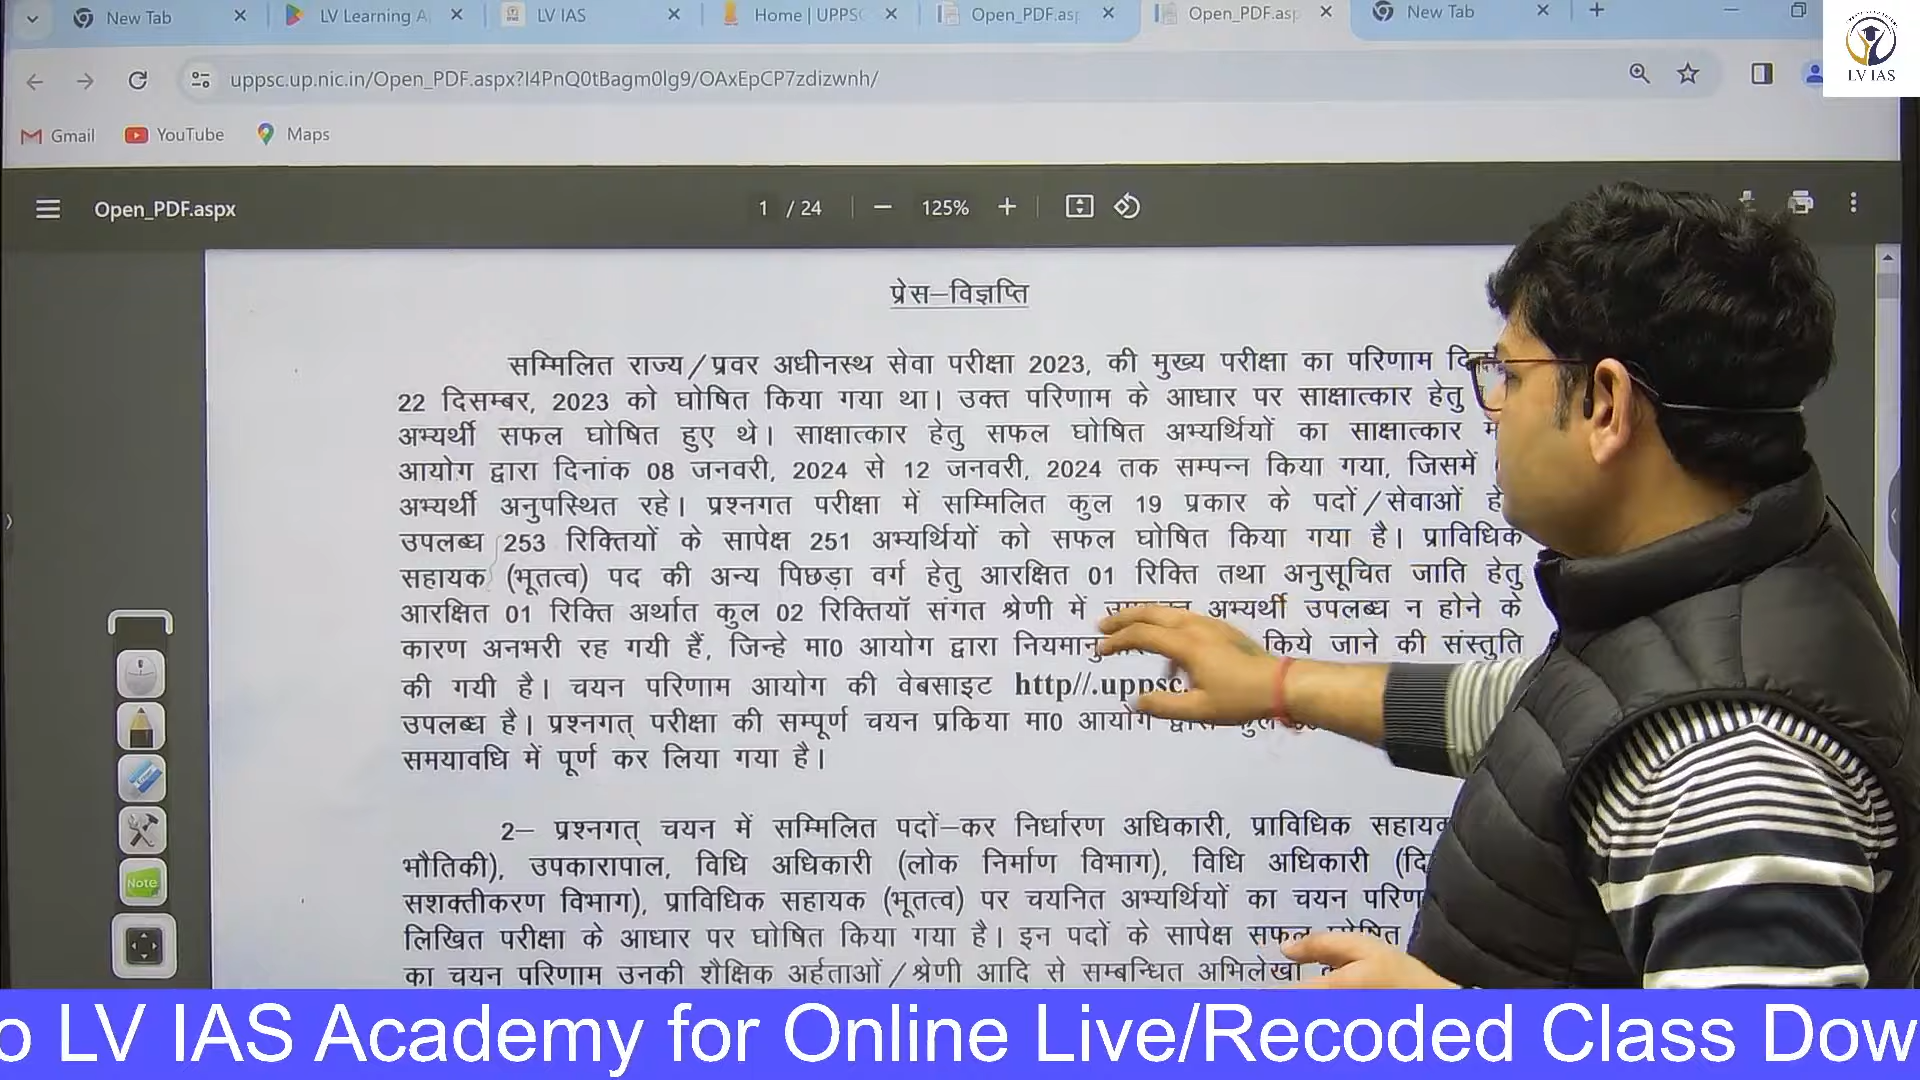 New Tab
LV Learning A
LV IAS
Home | UPPSC
Open_PDF.asp
Open_PDF.asp
New Tab
LV IAS
uppsc.up.nic.in/Open_PDF.aspx?I4PnQ0tBagm0lg9/OAxEpCP7zdizwnh/
Gmail
YouTube
Maps
Open_PDF.aspx
1 / 24
125%
प्रेस–विज्ञप्ति
सम्मिलित राज्य/प्रवर अधीनस्थ सेवा परीक्षा 2023, की मुख्य परीक्षा का परिणाम
22 दिसम्बर, 2023 को घोषित किया गया था। उक्त परिणाम के आधार पर साक्षात्कार हेतु
अभ्यर्थी सफल घोषित हुए थे। साक्षात्कार हेतु सफल घोषित अभ्यर्थियों का साक्षात्कार
आयोग द्वारा दिनांक 08 जनवरी, 2024 से 12 जनवरी, 2024 तक सम्पन्न किया गया, जिसमें
अभ्यर्थी अनुपस्थित रहे। प्रश्नगत परीक्षा में सम्मिलित कुल 19 प्रकार के पदों/सेवाओं
उपलब्ध 253 रिक्तियों के सापेक्ष 251 अभ्यर्थियों को सफल घोषित किया गया है। प्राविधिक
सहायक (भूतत्व) पद की अन्य पिछड़ा वर्ग हेतु आरक्षित 01 रिक्ति तथा अनुसूचित जाति हेतु
आरक्षित 01 रिक्ति अर्थात कुल 02 रिक्तियॉ संगत श्रेणी में अभ्यर्थी उपलब्ध न होने के
कारण अनभरी रह गयी हैं, जिन्हे मा0 आयोग द्वारा किये जाने की संस्तुति
की गयी है। चयन परिणाम आयोग की वेबसाइट http//.uppsc.
उपलब्ध है। प्रश्नगत् परीक्षा की सम्पूर्ण चयन प्रकिया मा0 आयोग द्वारा कुल
समयावधि में पूर्ण कर लिया गया है।
2– प्रश्नगत् चयन में सम्मिलित पदों–कर निर्धारण अधिकारी, प्राविधिक सहायक
भौतिकी), उपकारापाल, विधि अधिकारी (लोक निर्माण विभाग), विधि अधिकारी
सशक्तीकरण विभाग), प्राविधिक सहायक (भूतत्व) पर चयनित अभ्यर्थियों का चयन
लिखित परीक्षा के आधार पर घोषित किया गया है। इन पदों के सापेक्ष सफल घोषित
का चयन परिणाम उनकी शैक्षिक अर्हताओं/श्रेणी आदि से सम्बन्धित अभिलेखों
Note
o LV IAS Academy for Online Live/Recoded Class Dow